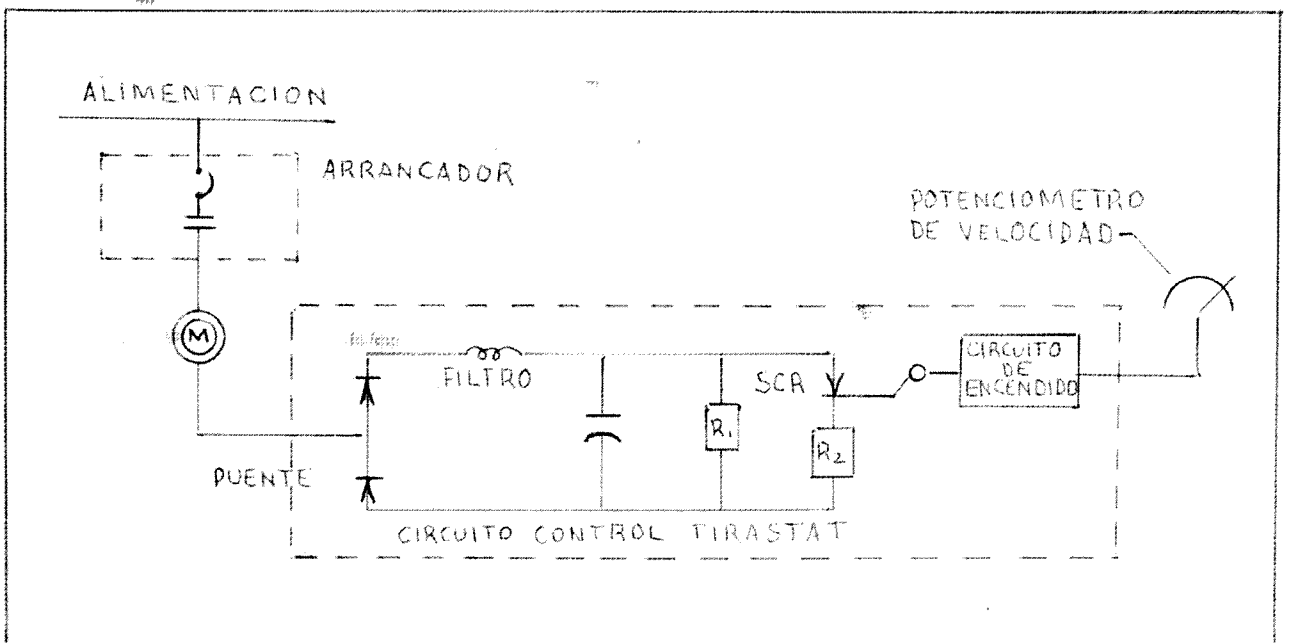 ALIMENTACION
ARRANCADOR
POTENCIOMETRO
DE VELOCIDAD
M
FILTRO
SCR
CIRCUITO
DE
ENCENDIDO
R1
R2
PUENTE
CIRCUITO CONTROL TIRASTAT